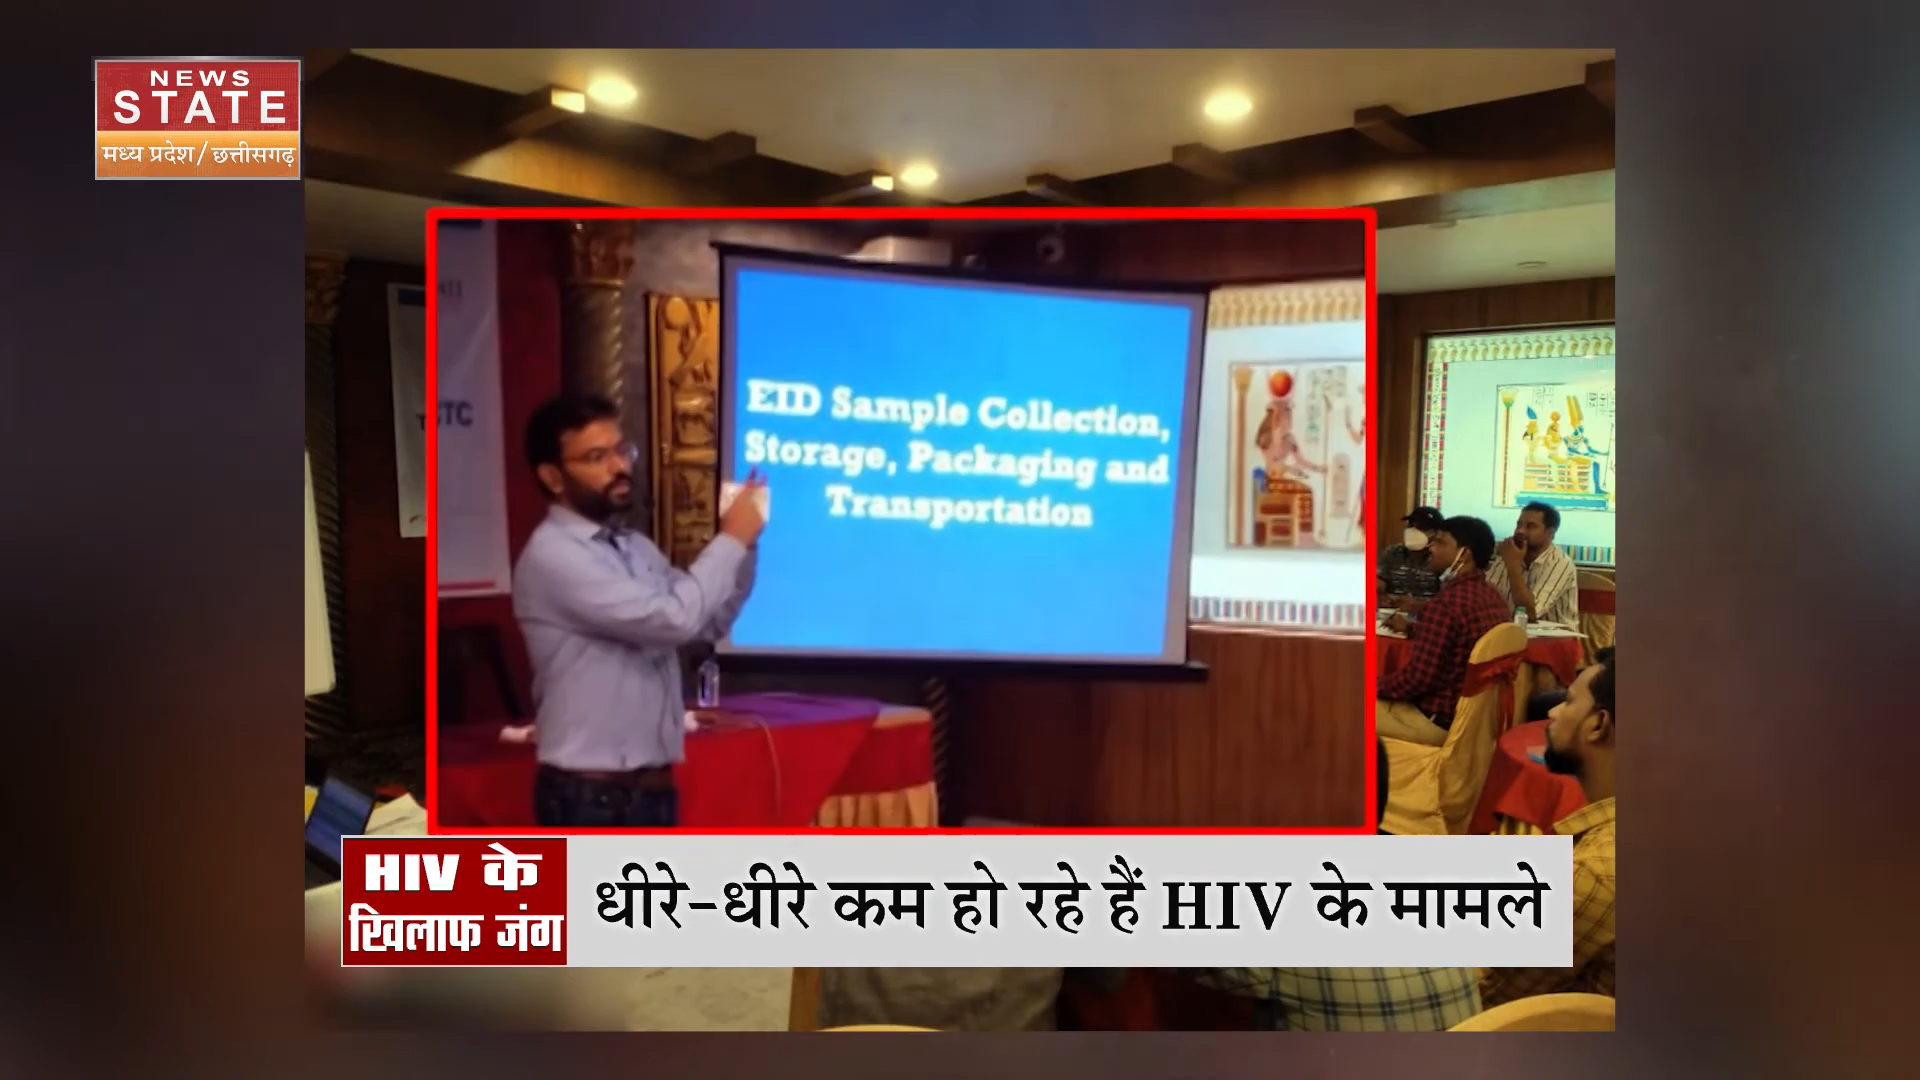 NEWS
STATE
मध्य प्रदेश/छत्तीसगढ़
EID Sample Collection,
Storage, Packaging and
Transportation
HIV के
खिलाफ जंग
धीरे-धीरे कम हो रहे हैं HIV के मामले